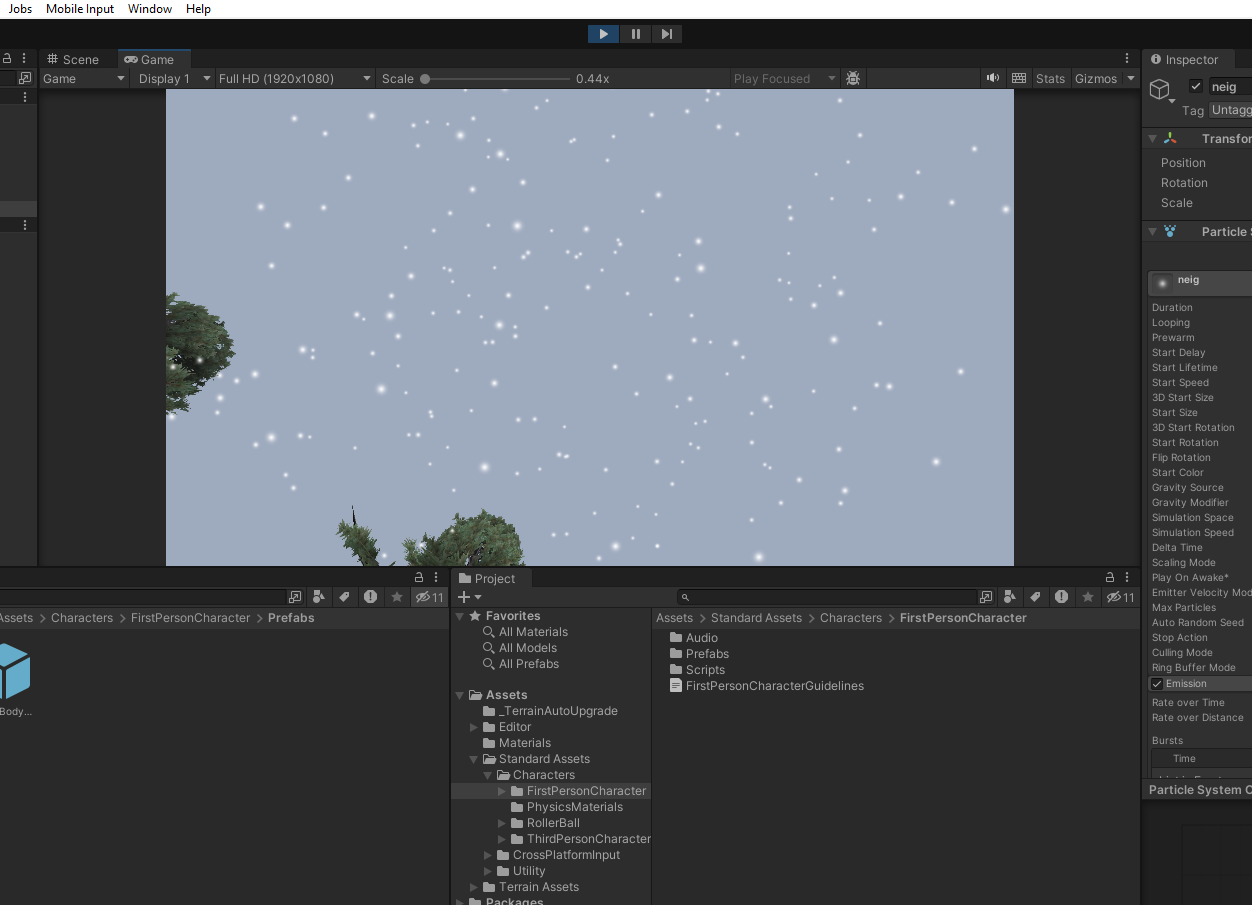 Jobs Mobile Input Window Help
Scene Game
Game Display 1 Full HD (1920x1080) Scale 0.44x Play Focused Stats Gizmos
Inspector
neig
Tag Untagg
Transfor
Position
Rotation
Scale
Particle S
neig
Duration
Looping
Prewarm
Start Delay
Start Lifetime
Start Speed
3D Start Size
Start Size
3D Start Rotation
Start Rotation
Flip Rotation
Start Color
Gravity Source
Gravity Modifier
Simulation Space
Simulation Speed
Delta Time
Scaling Mode
Play On Awake*
Emitter Velocity Mod
Max Particles
Auto Random Seed
Stop Action
Culling Mode
Ring Buffer Mode
Emission
Rate over Time
Rate over Distance
Bursts
Time
Particle System C
11
Assets > Characters > FirstPersonCharacter > Prefabs
Body...
Project
11
Favorites
All Materials
All Models
All Prefabs
Assets
_TerrainAutoUpgrade
Editor
Materials
Standard Assets
Characters
FirstPersonCharacter
PhysicsMaterials
RollerBall
ThirdPersonCharacter
CrossPlatformInput
Utility
Terrain Assets
Packages
Assets > Standard Assets > Characters > FirstPersonCharacter
Audio
Prefabs
Scripts
FirstPersonCharacterGuidelines